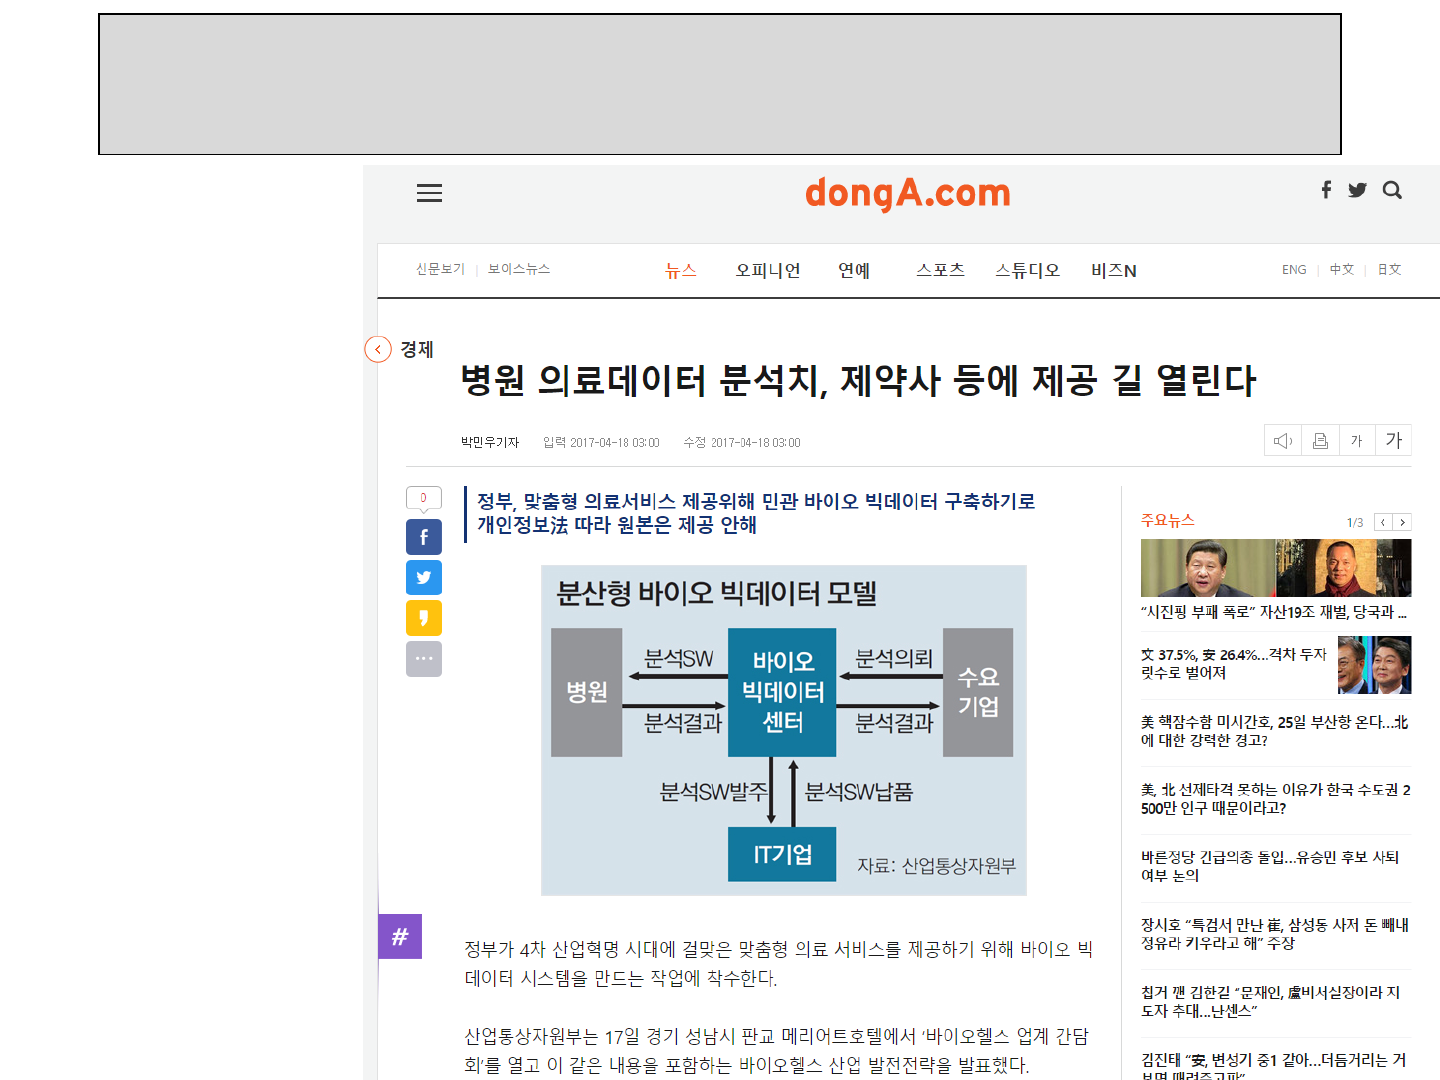 dongA.com
신문보기 | 보이스뉴스
뉴스 오피니언 연예 스포츠 스튜디오 비즈N
ENG | 中文 | 日文
경제
병원 의료데이터 분석치, 제약사 등에 제공 길 열린다
박민우기자 입력 2017-04-18 03:00 수정 2017-04-18 03:00
가 가
0
정부, 맞춤형 의료서비스 제공위해 민관 바이오 빅데이터 구축하기로
개인정보法 따라 원본은 제공 안해
분산형 바이오 빅데이터 모델
병원
분석SW
분석결과
바이오
빅데이터
센터
분석의뢰
분석결과
수요
기업
분석SW발주
분석SW납품
IT기업
자료: 산업통상자원부
#
정부가 4차 산업혁명 시대에 걸맞은 맞춤형 의료 서비스를 제공하기 위해 바이오 빅
데이터 시스템을 만드는 작업에 착수한다.
산업통상자원부는 17일 경기 성남시 판교 메리어트호텔에서 ‘바이오헬스 업계 간담
회’를 열고 이 같은 내용을 포함하는 바이오헬스 산업 발전전략을 발표했다.
주요뉴스
1/3
“시진핑 부패 폭로” 자산19조 재벌, 당국과 ...
文 37.5%, 安 26.4%…격차 두자
릿수로 벌어져
美 핵잠수함 미시간호, 25일 부산항 온다…北
에 대한 강력한 경고?
美, 北 선제타격 못하는 이유가 한국 수도권 2
500만 인구 때문이라고?
바른정당 긴급의총 돌입…유승민 후보 사퇴
여부 논의
장시호 “특검서 만난 崔, 삼성동 사저 돈 빼내
정유라 키우라고 해” 주장
칩거 깬 김한길 “문재인, 盧비서실장이라 지
도자 추대…난센스”
김진태 “安, 변성기 중1 같아…더듬거리는 거